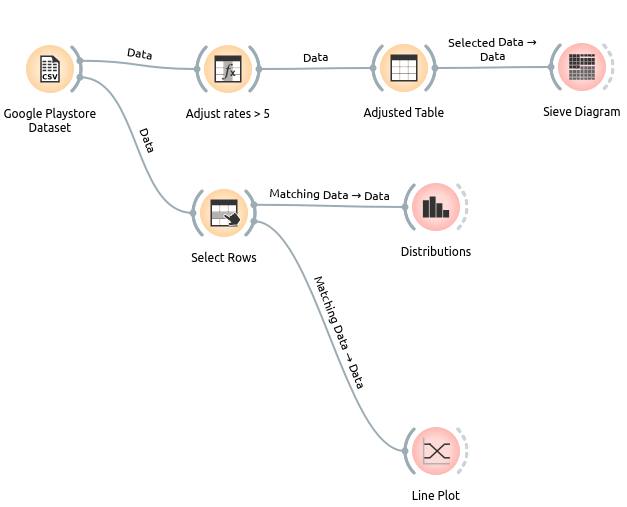 Data
Data
Selected Data →
Data
CSV
fx
Google Playstore
Dataset
Adjust rates > 5
Adjusted Table
Sieve Diagram
Data
Matching Data → Data
Select Rows
Distributions
Matching Data → Data
Line Plot